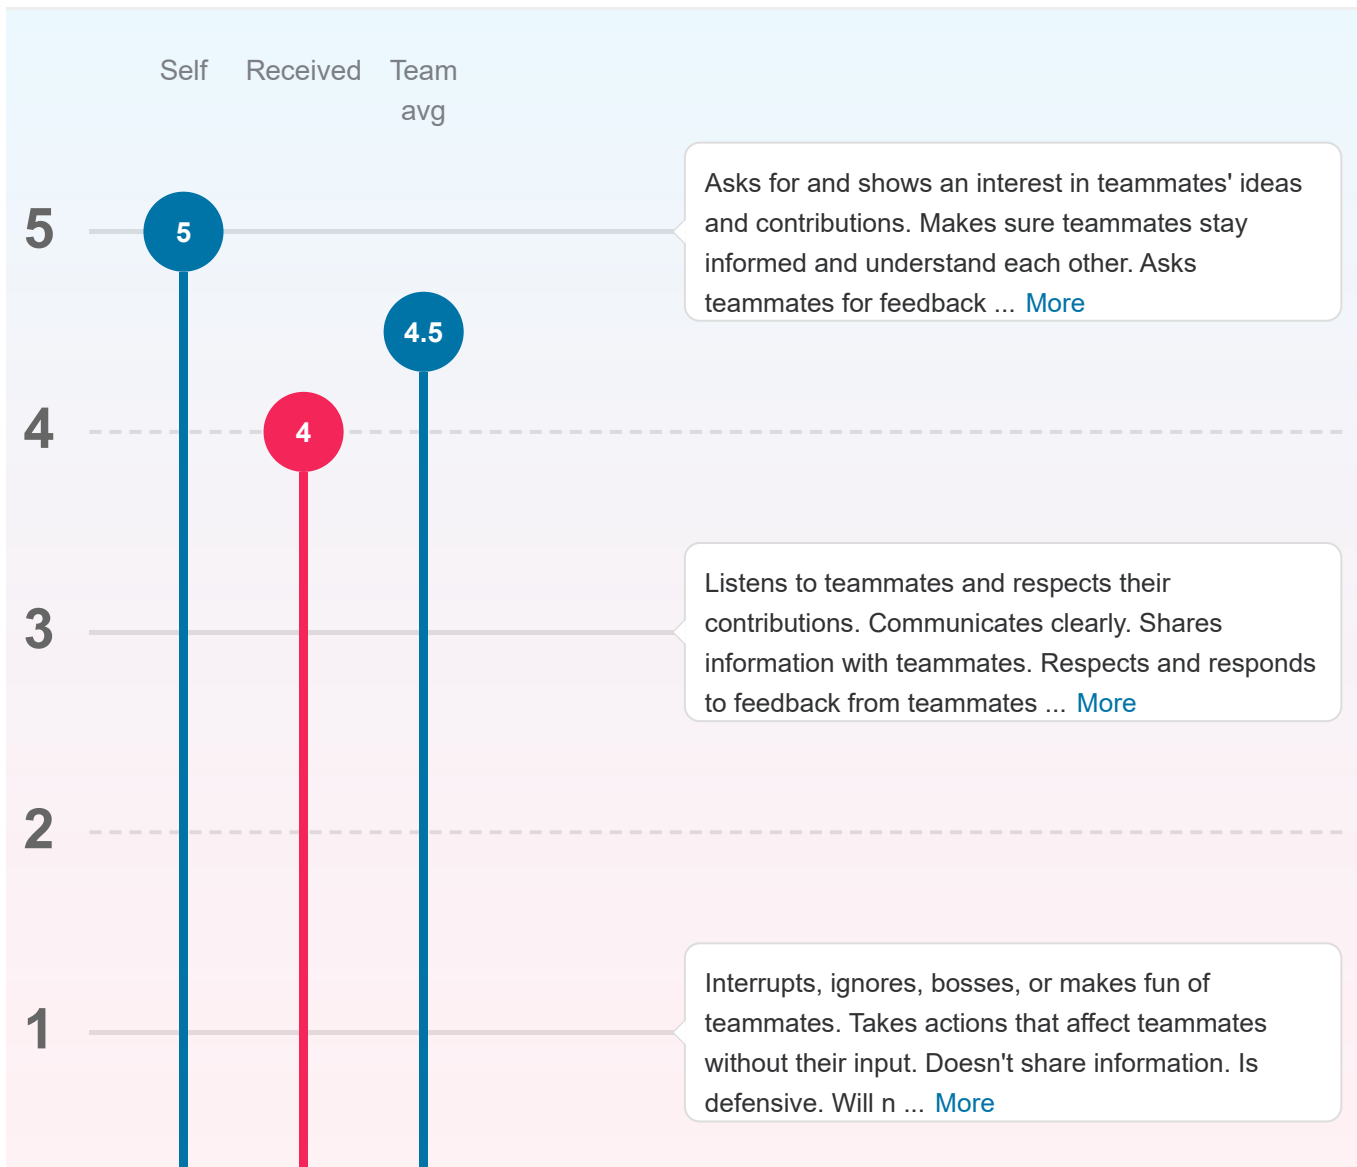 Self Received Team
avg
5
5
Asks for and shows an interest in teammates' ideas
and contributions. Makes sure teammates stay
informed and understand each other. Asks
teammates for feedback ... More
4.5
4
4
3
Listens to teammates and respects their
contributions. Communicates clearly. Shares
information with teammates. Respects and responds
to feedback from teammates ... More
2
1
Interrupts, ignores, bosses, or makes fun of
teammates. Takes actions that affect teammates
without their input. Doesn't share information. Is
defensive. Will n ... More